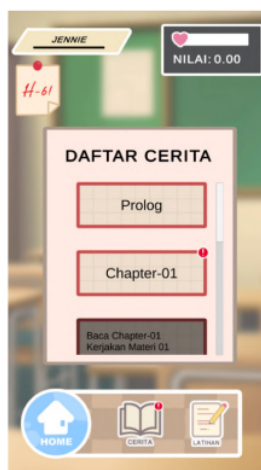 JENNIE
NILAI: 0.00
H-61
DAFTAR CERITA
Prolog
Chapter-01
Baca Chapter-01
Kerjakan Materi 01
HOME
CERITA
LATIHAN